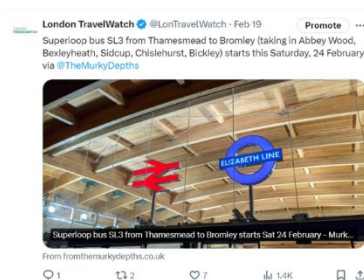 London TravelWatch @LonTravelWatch · Feb 19 Promote
Superloop bus SL3 from Thamesmead to Bromley (taking in Abbey Wood,
Bexleyheath, Sidcup, Chislehurst, Bickley) starts this Saturday, 24 February
via @TheMurkyDepths
ELIZABETH LINE
Superloop bus SL3 from Thamesmead to Bromley starts Sat 24 February - Murk...
From fromthemurkydepths.co.uk
1 2 7 1.4K